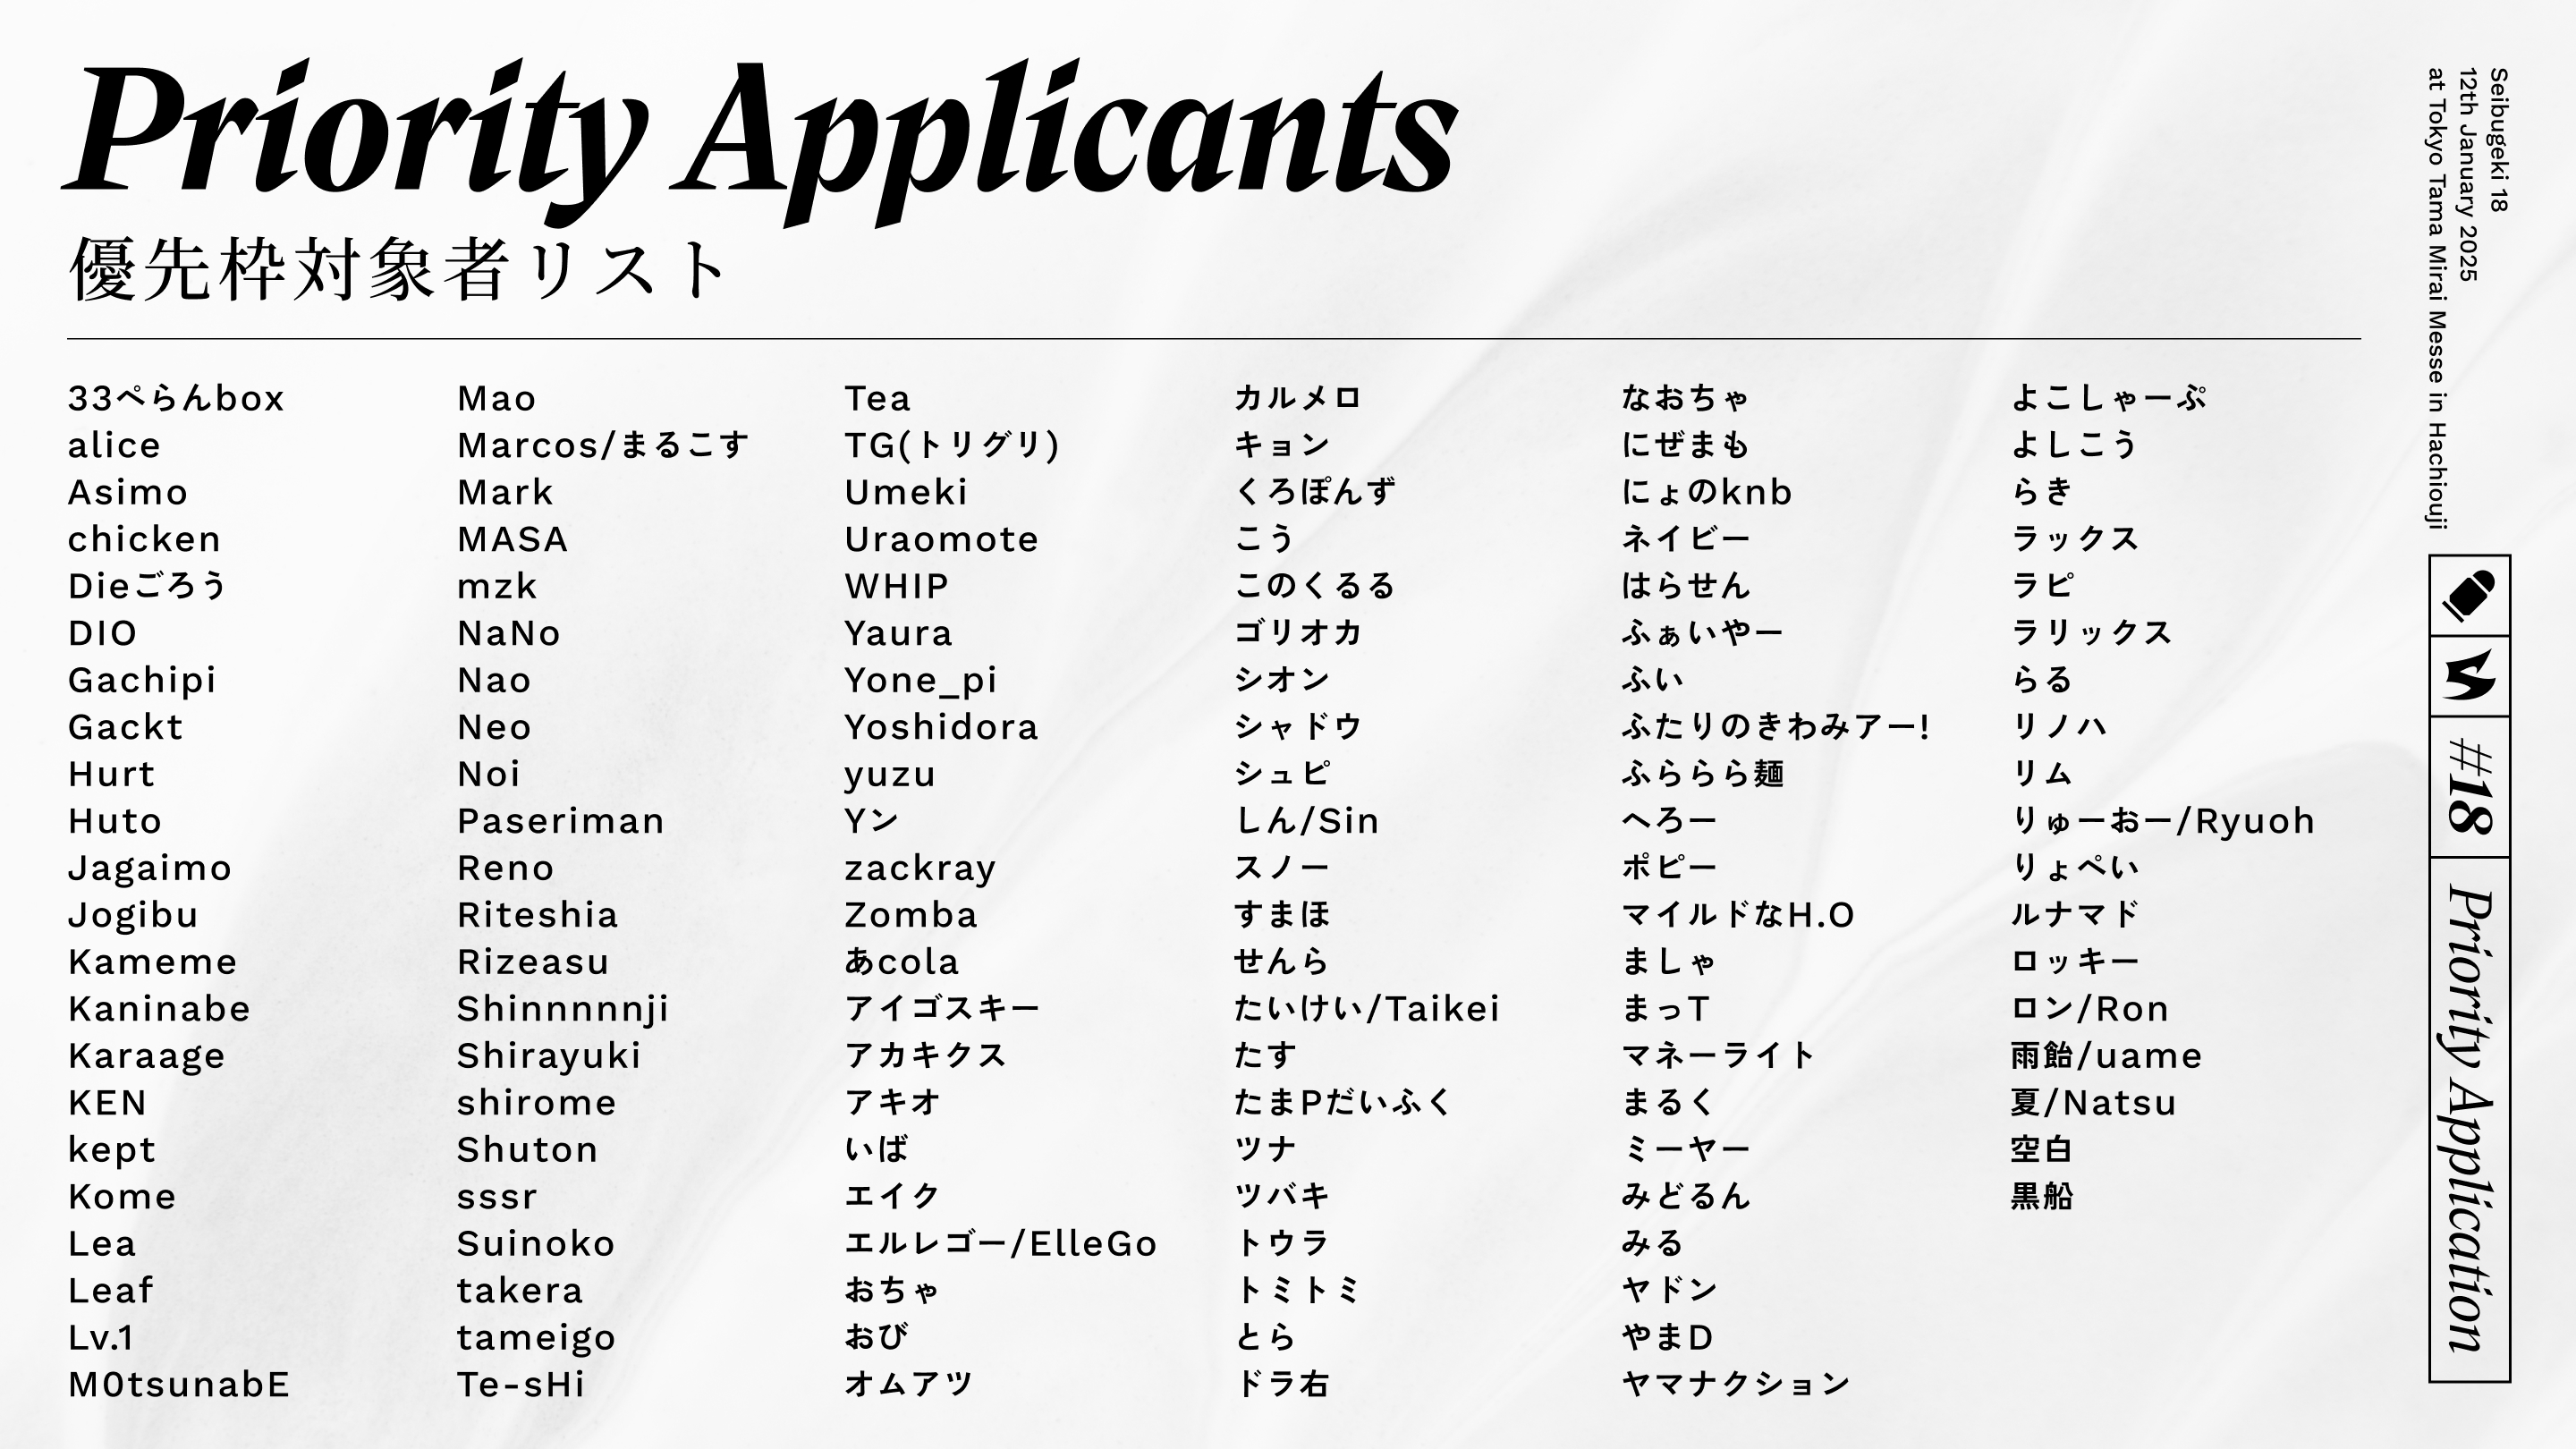 Priority Applicants
優先枠対象者リスト
33ぺらんbox
alice
Asimo
chicken
Dieごろう
DIO
Gachipi
Gackt
Hurt
Huto
Jagaimo
Jogibu
Kameme
Kaninabe
Karaage
KEN
kept
Kome
Lea
Leaf
Lv.1
M0tsunabE
Mao
Marcos/まるこす
Mark
MASA
mzk
NaNo
Nao
Neo
Noi
Paseriman
Reno
Riteshia
Rizeasu
Shinnnnnji
Shirayuki
shirome
Shuton
sssr
Suinoko
takera
tameigo
Te-sHi
Tea
TG(トリグリ)
Umeki
Uraomote
WHIP
Yaura
Yone_pi
Yoshidora
yuzu
Yン
zackray
Zomba
あcola
アイゴスキー
アカキクス
アキオ
いば
エイク
エルレゴー/ElleGo
おちゃ
おび
オムアツ
カルメロ
キョン
くろぽんず
こう
このくるる
ゴリオカ
シオン
シャドウ
シュピ
しん/Sin
スノー
すまほ
せんら
たいけい/Taikei
たす
たまPだいふく
ツナ
ツバキ
トウラ
トミトミ
とら
ドラ右
なおちゃ
にぜまも
にょのknb
ネイビー
はらせん
ふぁいやー
ふい
ふたりのきわみアー!
ふららら麺
へろー
ポピー
マイルドなH.O
ましゃ
まっT
マネーライト
まるく
ミーヤー
みどるん
みる
ヤドン
やまD
ヤマナクション
よこしゃーぷ
よしこう
らき
ラックス
ラピ
ラリックス
らる
リノハ
リム
りゅーおー/Ryuoh
りょぺい
ルナマド
ロッキー
ロン/Ron
雨飴/uame
夏/Natsu
空白
黒船
Seibugeki 18
12th January 2025
at Tokyo Tama Mirai Messe in Hachiouji
#18
Priority Application